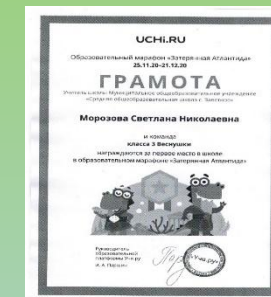 UCHi.RU
Образовательный марафон «Затерянная Атлантида»
25.11.20–21.12.20
ГРАМОТА
Учитель школы Муниципальное общеобразовательное учреждение
«Средняя общеобразовательная школа с.
Морозова Светлана Николаевна
и команда
класса 3 Веснушки
награждаются за первое место в школе
в образовательном марафоне «Затерянная Атлантида»
Руководитель
образовательной
платформы Учи.ру
И. А. Паршин